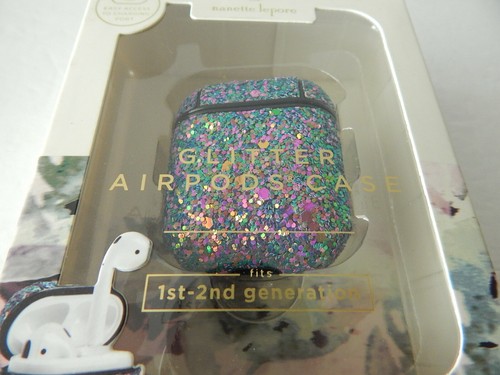 nanette lepore
GLITTER
AIRPODS CASE
fits
1st-2nd generation